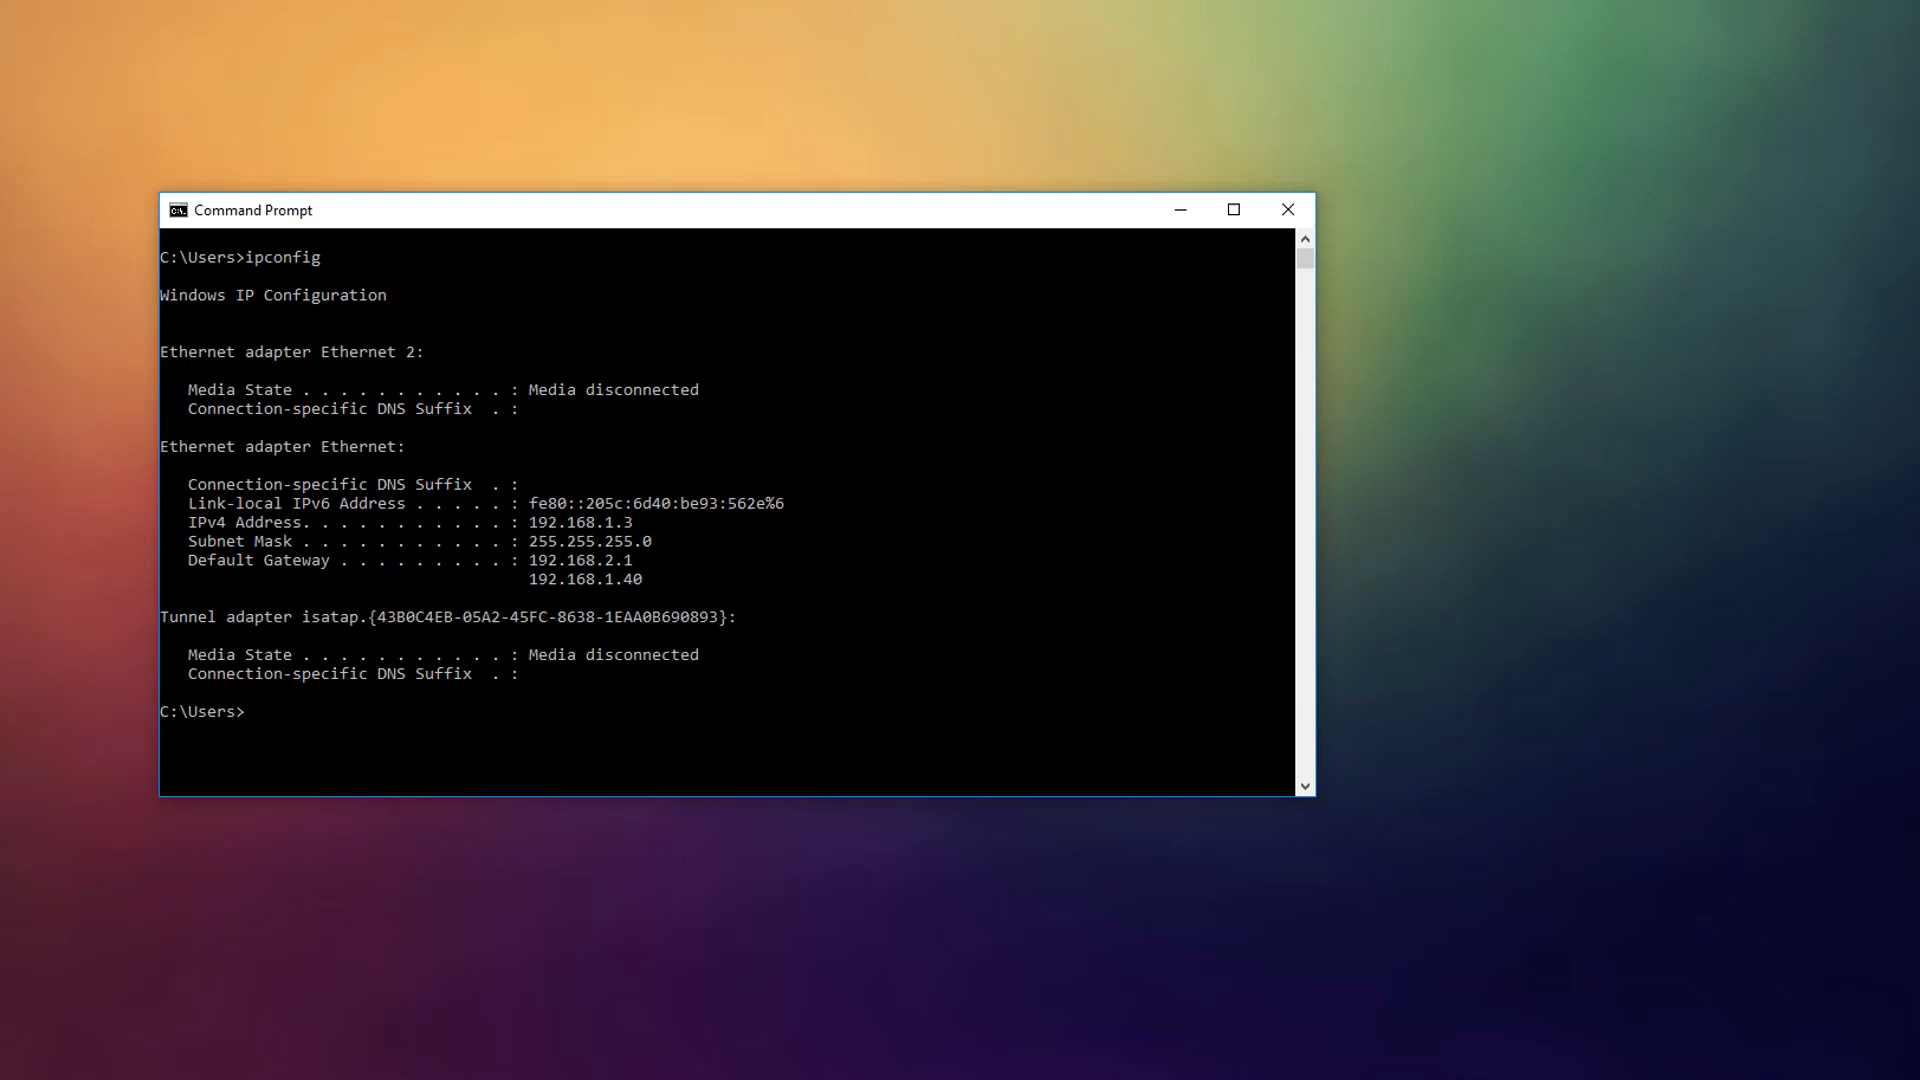 Command Prompt
C:\Users>ipconfig
Windows IP Configuration
Ethernet adapter Ethernet 2:
Media State . . . . . . . . . . . : Media disconnected
Connection-specific DNS Suffix  . :
Ethernet adapter Ethernet:
Connection-specific DNS Suffix  . :
Link-local IPv6 Address . . . . . : fe80::205c:6d40:be93:562e%6
IPv4 Address. . . . . . . . . . . : 192.168.1.3
Subnet Mask . . . . . . . . . . . : 255.255.255.0
Default Gateway . . . . . . . . . : 192.168.2.1
192.168.1.40
Tunnel adapter isatap.{43B0C4EB-05A2-45FC-8638-1EAA0B690893}:
Media State . . . . . . . . . . . : Media disconnected
Connection-specific DNS Suffix  . :
C:\Users>